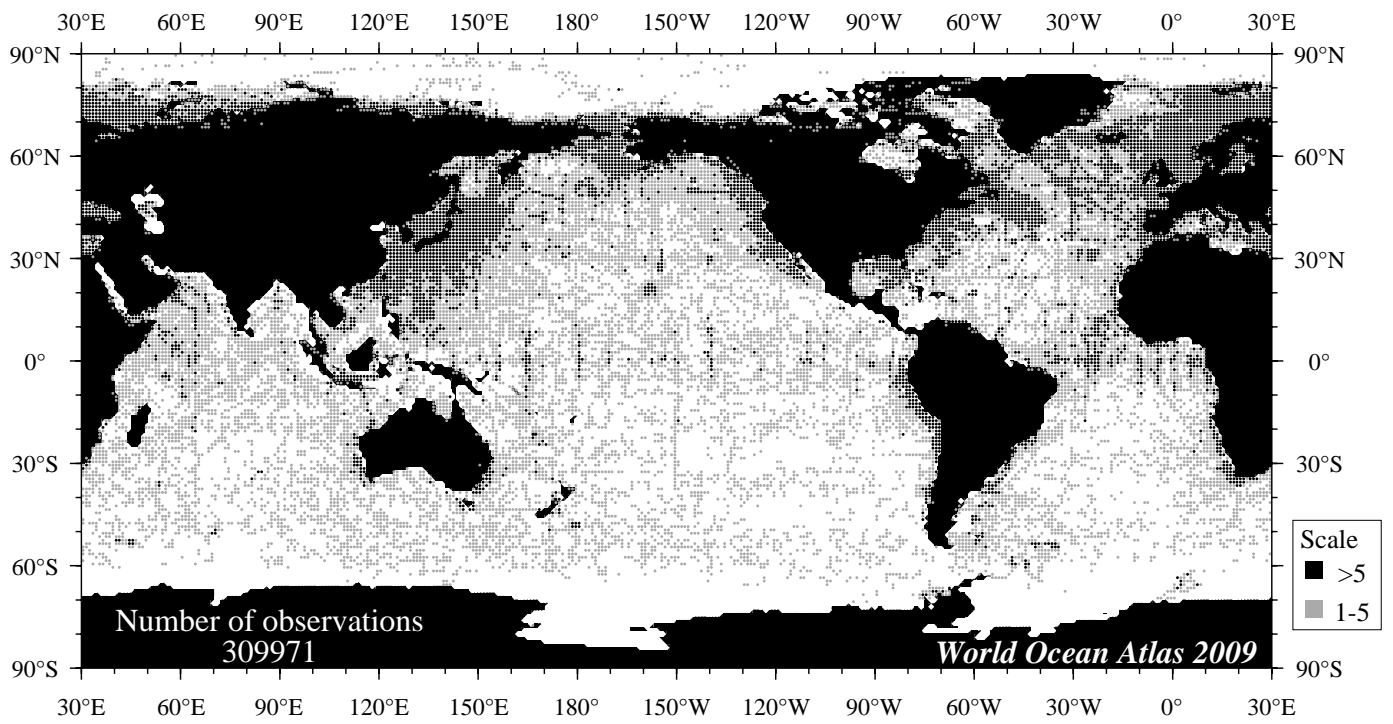 30°E 60°E 90°E 120°E 150°E 180° 150°W 120°W 90°W 60°W 30°W 0° 30°E
90°N 90°N
60°N 60°N
30°N 30°N
0° 0°
30°S 30°S
Scale
>5
60°S 60°S
1-5
Number of observations
309971
World Ocean Atlas 2009
90°S 90°S
30°E 60°E 90°E 120°E 150°E 180° 150°W 120°W 90°W 60°W 30°W 0° 30°E